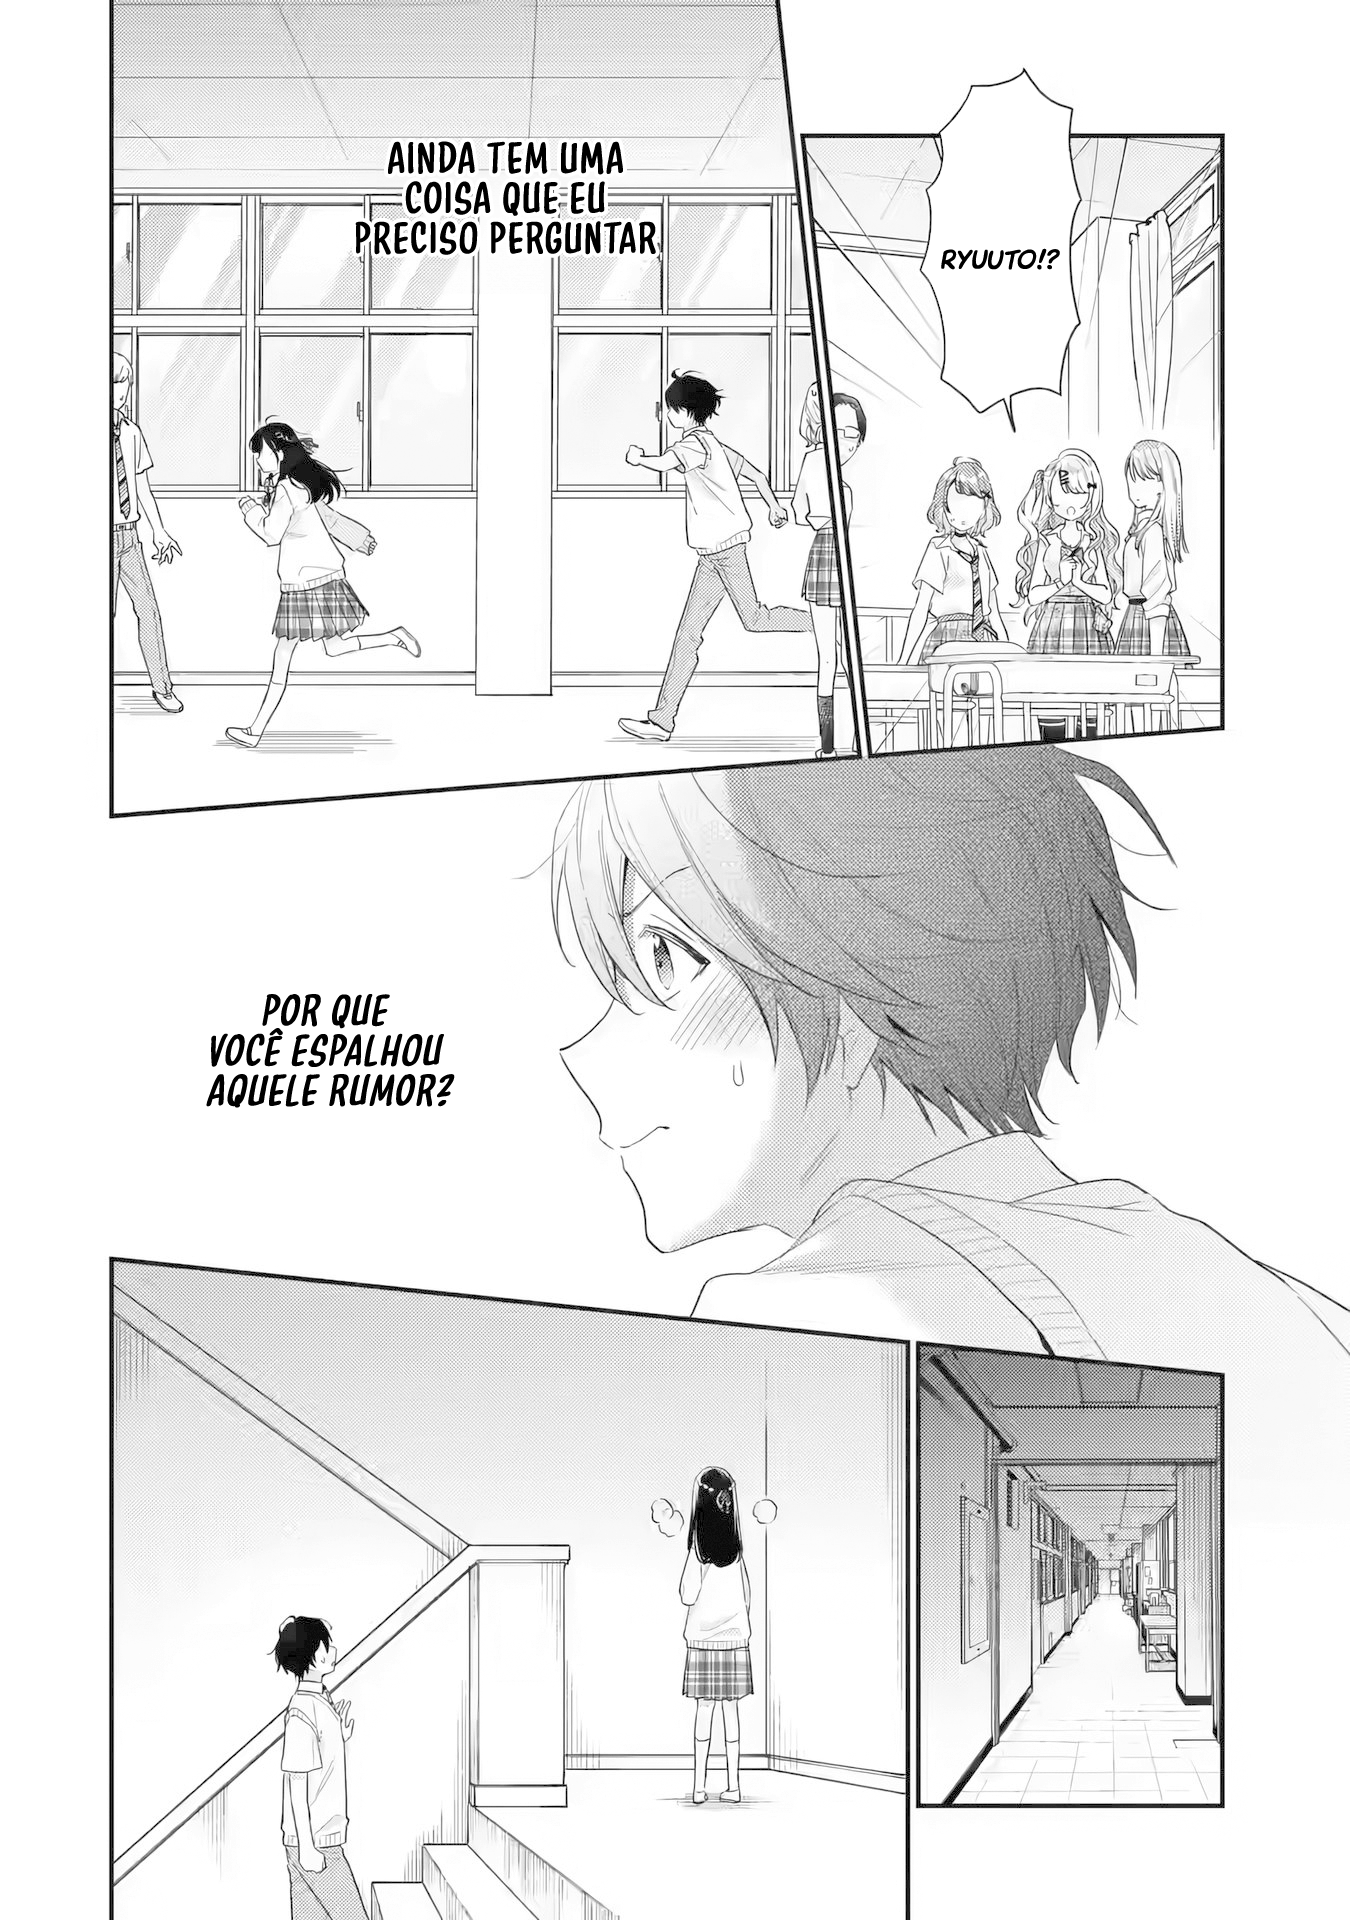 RYUUTO!?
AINDA TEM UMA
COISA QUE EU
PRECISO PERGUNTAR
POR QUE
VOCÊ ESPALHOU
AQUELE RUMOR?